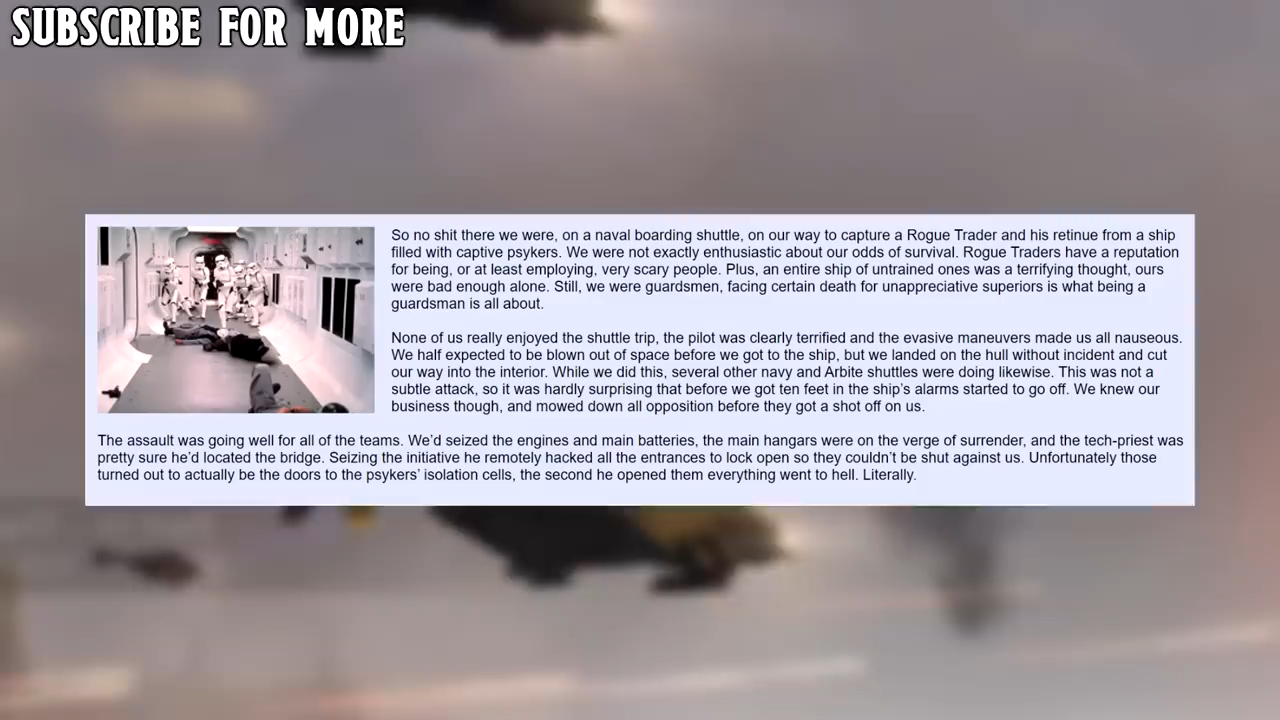 SUBSCRIBE FOR MORE
So no shit there we were, on a naval boarding shuttle, on our way to capture a Rogue Trader and his retinue from a ship
filled with captive psykers. We were not exactly enthusiastic about our odds of survival. Rogue Traders have a reputation
for being, or at least employing, very scary people. Plus, an entire ship of untrained ones was a terrifying thought, ours
were bad enough alone. Still, we were guardsmen, facing certain death for unappreciative superiors is what being a
guardsman is all about.
None of us really enjoyed the shuttle trip, the pilot was clearly terrified and the evasive maneuvers made us all nauseous.
We half expected to be blown out of space before we got to the ship, but we landed on the hull without incident and cut
our way into the interior. While we did this, several other navy and Arbite shuttles were doing likewise. This was not a
subtle attack, so it was hardly surprising that before we got ten feet in the ship's alarms started to go off. We knew our
business though, and mowed down all opposition before they got a shot off on us.
The assault was going well for all of the teams. We'd seized the engines and main batteries, the main hangars were on the verge of surrender, and the tech-priest was
pretty sure he'd located the bridge. Seizing the initiative he remotely hacked all the entrances to lock open so they couldn't be shut against us. Unfortunately those
turned out to actually be the doors to the psykers' isolation cells, the second he opened them everything went to hell. Literally.